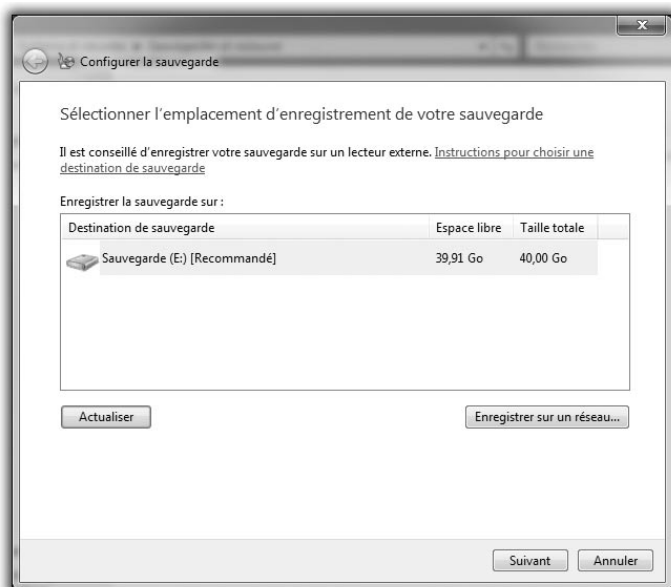 Configurer la sauvegarde
Sélectionner l'emplacement d'enregistrement de votre sauvegarde
Il est conseillé d'enregistrer votre sauvegarde sur un lecteur externe. Instructions pour choisir une
destination de sauvegarde
Enregistrer la sauvegarde sur :
Destination de sauvegarde Espace libre Taille totale
Sauvegarde (E:) [Recommandé] 39,91 Go 40,00 Go
Actualiser Enregistrer sur un réseau...
Suivant Annuler